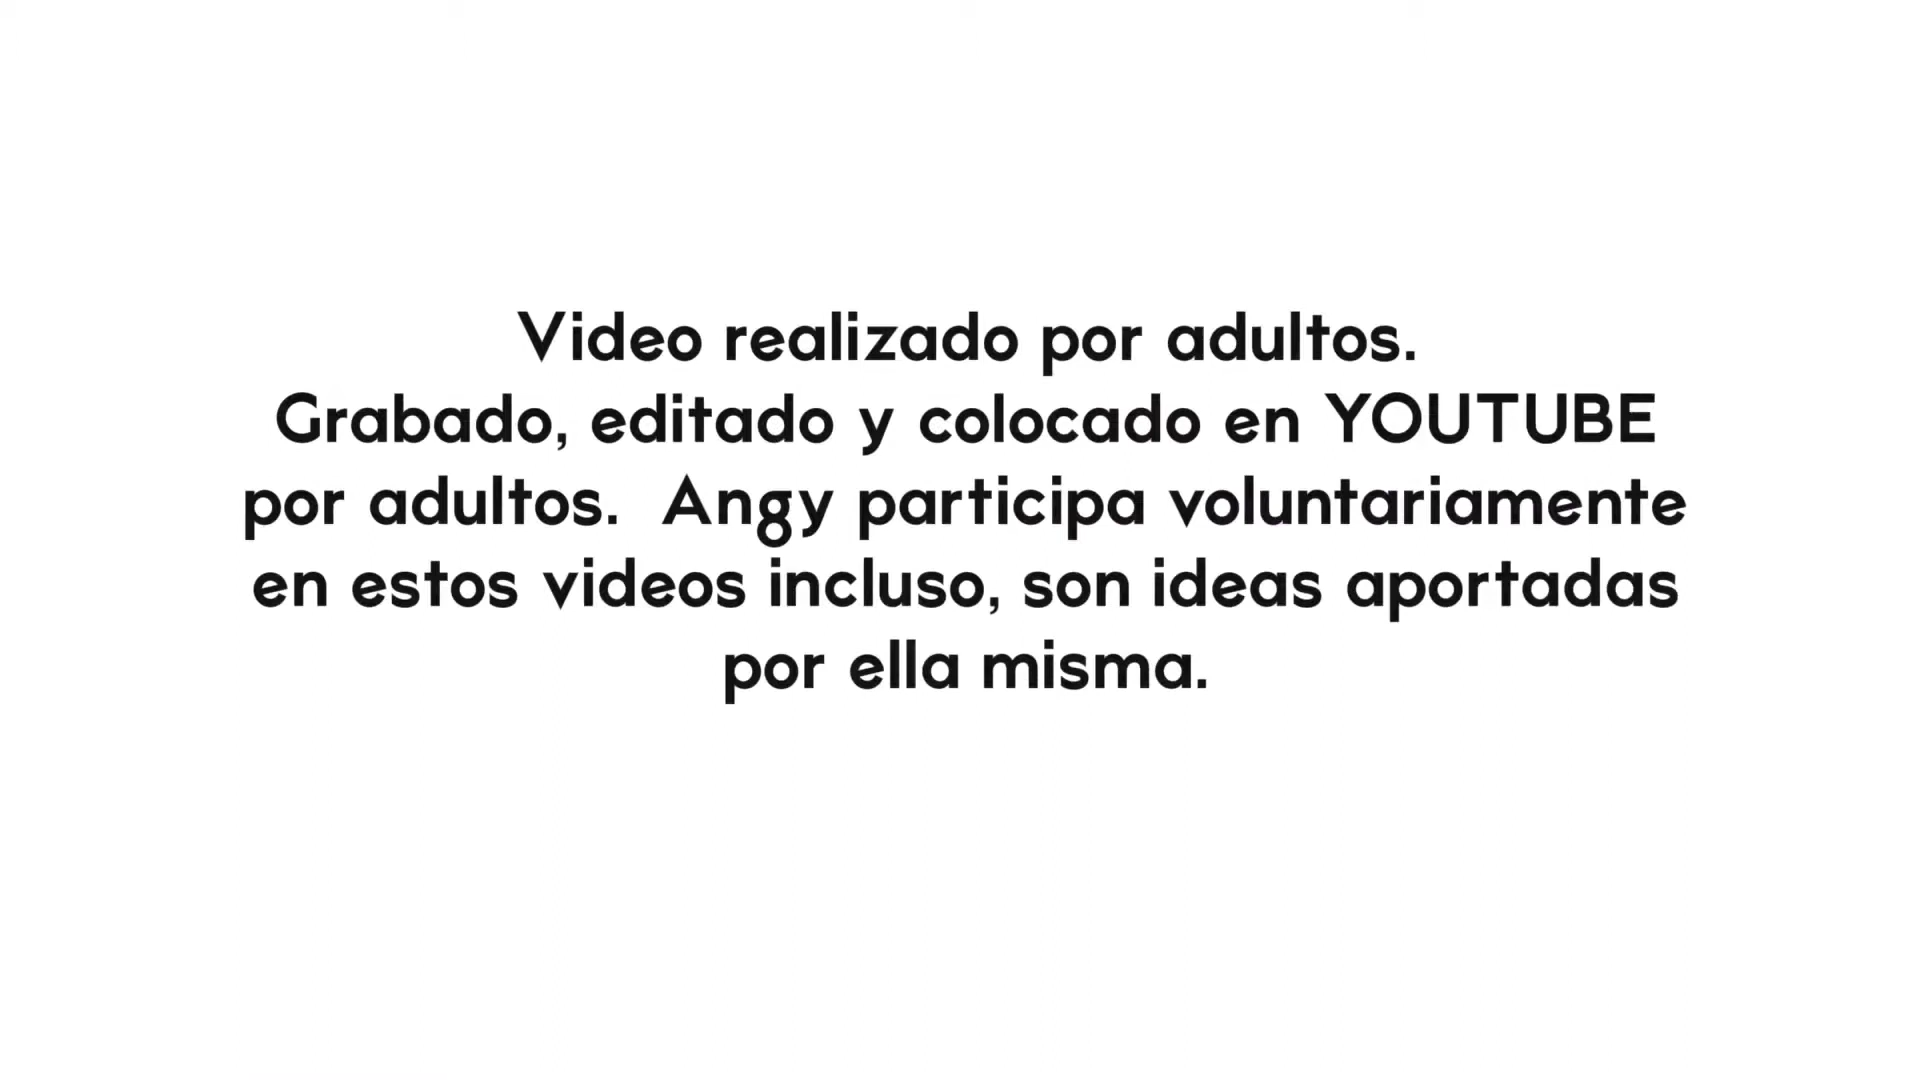 Video realizado por adultos.
Grabado, editado y colocado en YOUTUBE
por adultos.  Angy participa voluntariamente
en estos videos incluso, son ideas aportadas
por ella misma.